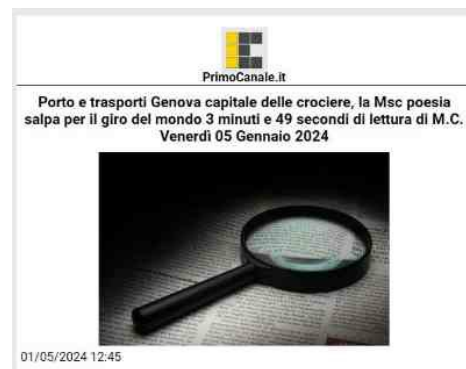 PrimoCanale.it
Porto e trasporti Genova capitale delle crociere, la Msc poesia
salpa per il giro del mondo 3 minuti e 49 secondi di lettura di M.C.
Venerdì 05 Gennaio 2024
01/05/2024 12:45